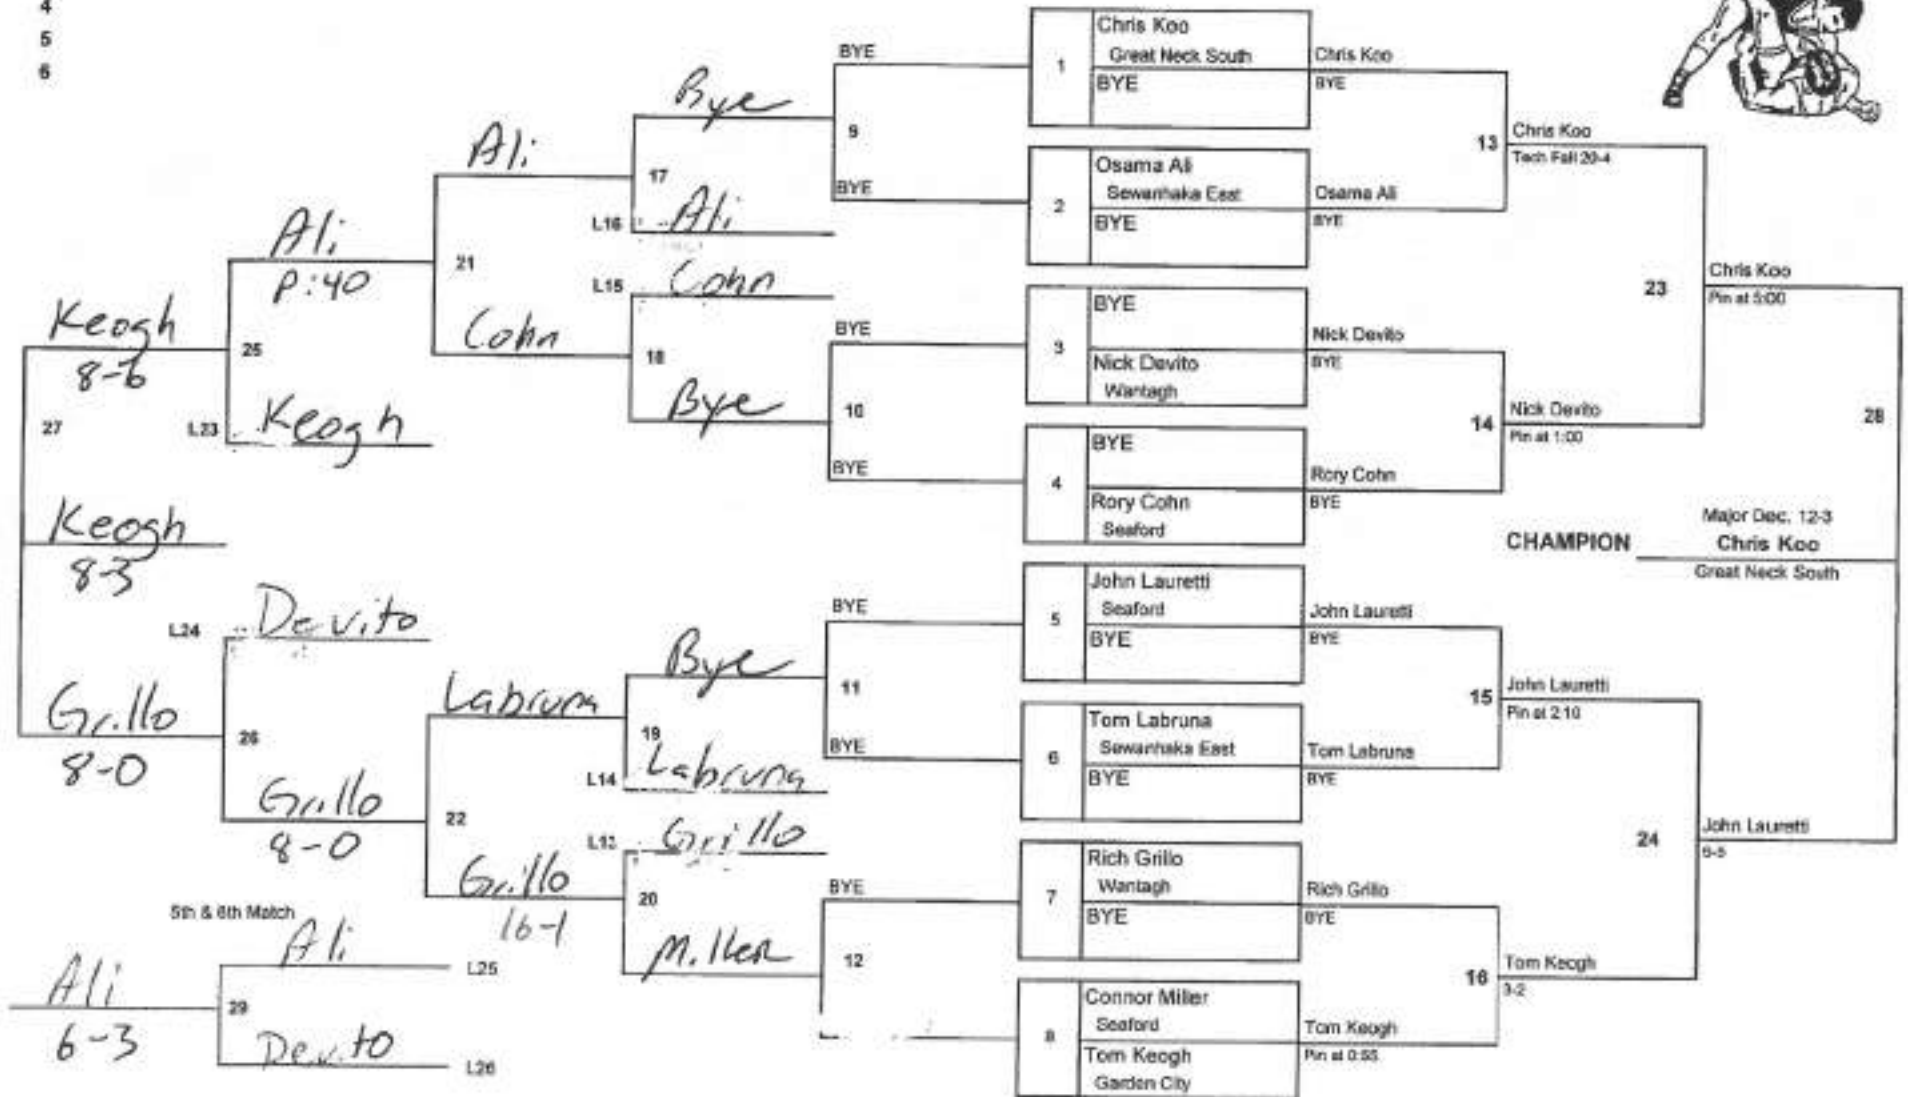 4
5
6
BYE
Bye
9
BYE
Ali
17
L16
Ali
Ali
P:40
21
L15
Cohn
Cohn
18
BYE
Bye
10
BYE
Keogh
8-6
25
L23
Keogh
27
Keogh
8-3
L24
Devito
Grillo
8-0
26
Grillo
8-0
Labruna
Bye
19
L14
Labruna
BYE
11
BYE
22
L13
Grillo
Grillo
16-1
20
Miller
BYE
12
5th & 6th Match
Ali
L25
Ali
6-3
29
Devito
L26
1
Chris Koo
Great Neck South
BYE
Chris Koo
BYE
2
Osama Ali
Sewanhaka East
BYE
Osama Ali
BYE
13
Chris Koo
Tech Fall 20-4
3
BYE
Nick Devito
Wantagh
Nick Devito
BYE
4
BYE
Rory Cohn
Seaford
Rory Cohn
BYE
14
Nick Devito
Pin at 1:00
23
Chris Koo
Pin at 5:00
28
Major Dec. 12-3
CHAMPION Chris Koo
Great Neck South
5
John Lauretti
Seaford
BYE
John Lauretti
BYE
6
Tom Labruna
Sewanhaka East
BYE
Tom Labruna
BYE
15
John Lauretti
Pin at 2:10
7
Rich Grillo
Wantagh
BYE
Rich Grillo
BYE
8
Connor Miller
Seaford
Tom Keogh
Garden City
Tom Keogh
Pin at 0:55
16
Tom Keogh
3-2
24
John Lauretti